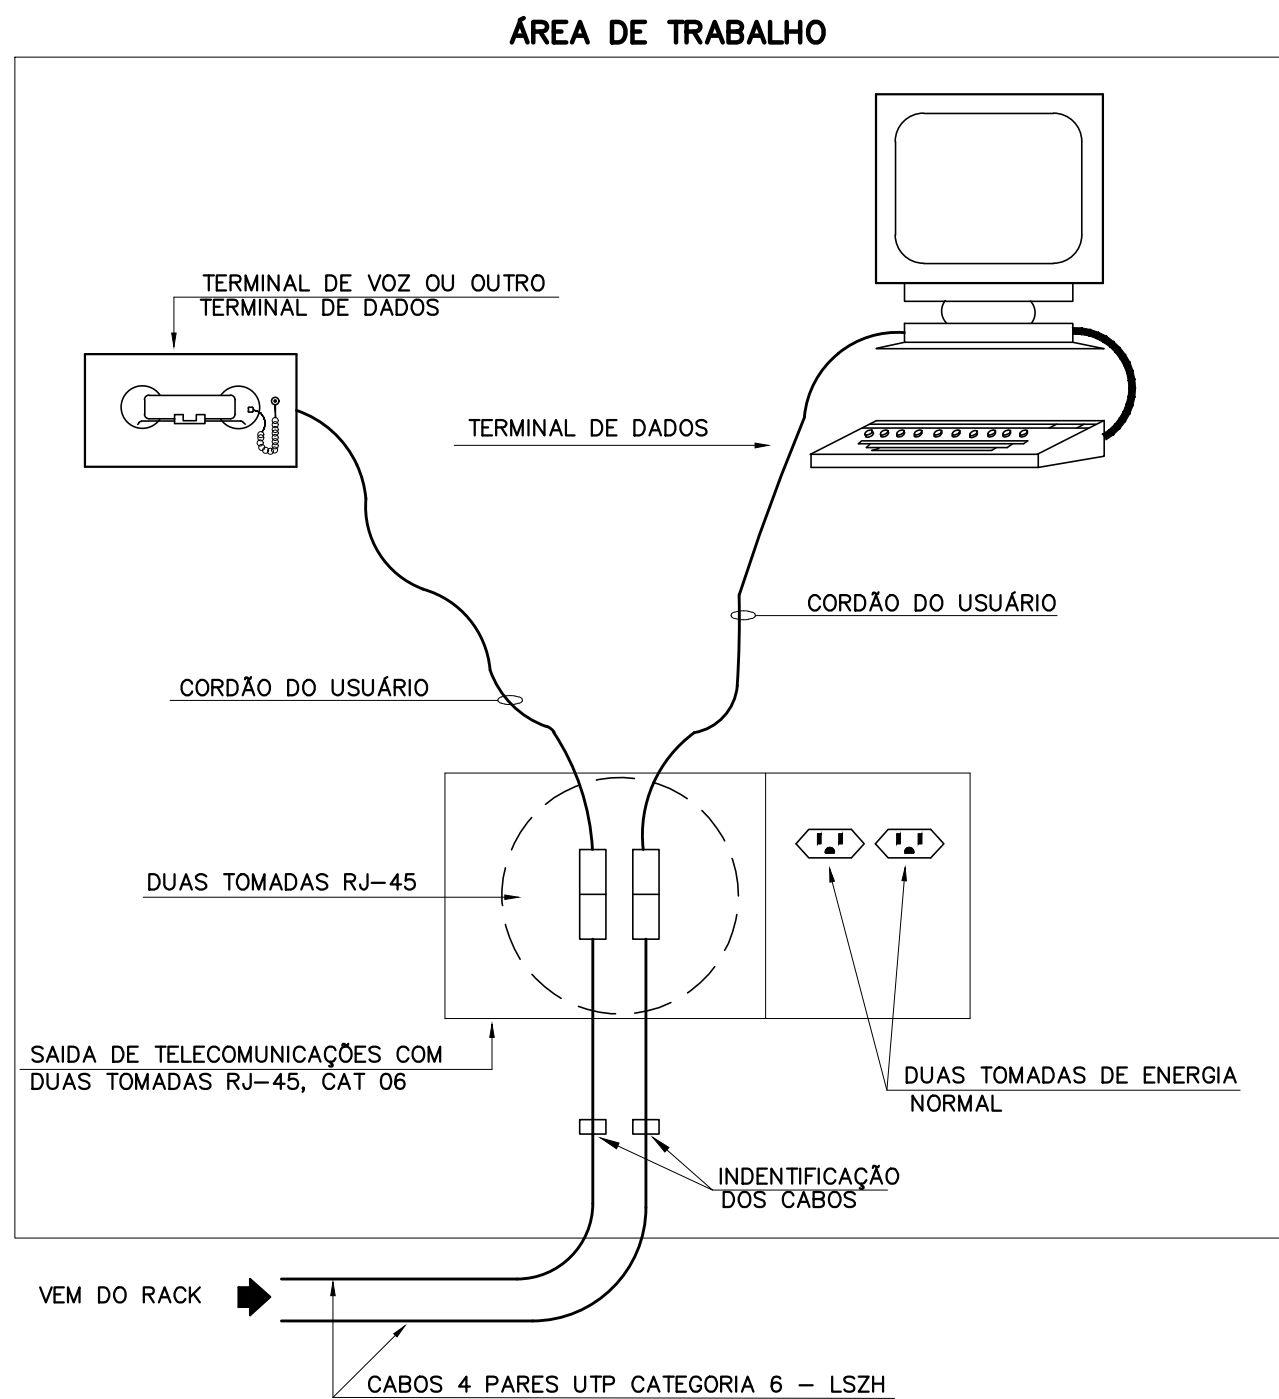 ÁREA DE TRABALHO
TERMINAL DE VOZ OU OUTRO
TERMINAL DE DADOS
TERMINAL DE DADOS
CORDÃO DO USUÁRIO
CORDÃO DO USUÁRIO
DUAS TOMADAS RJ-45
SAIDA DE TELECOMUNICAÇÕES COM
DUAS TOMADAS RJ-45, CAT 06
DUAS TOMADAS DE ENERGIA
NORMAL
INDENTIFICAÇÃO
DOS CABOS
VEM DO RACK
CABOS 4 PARES UTP CATEGORIA 6 - LSZH